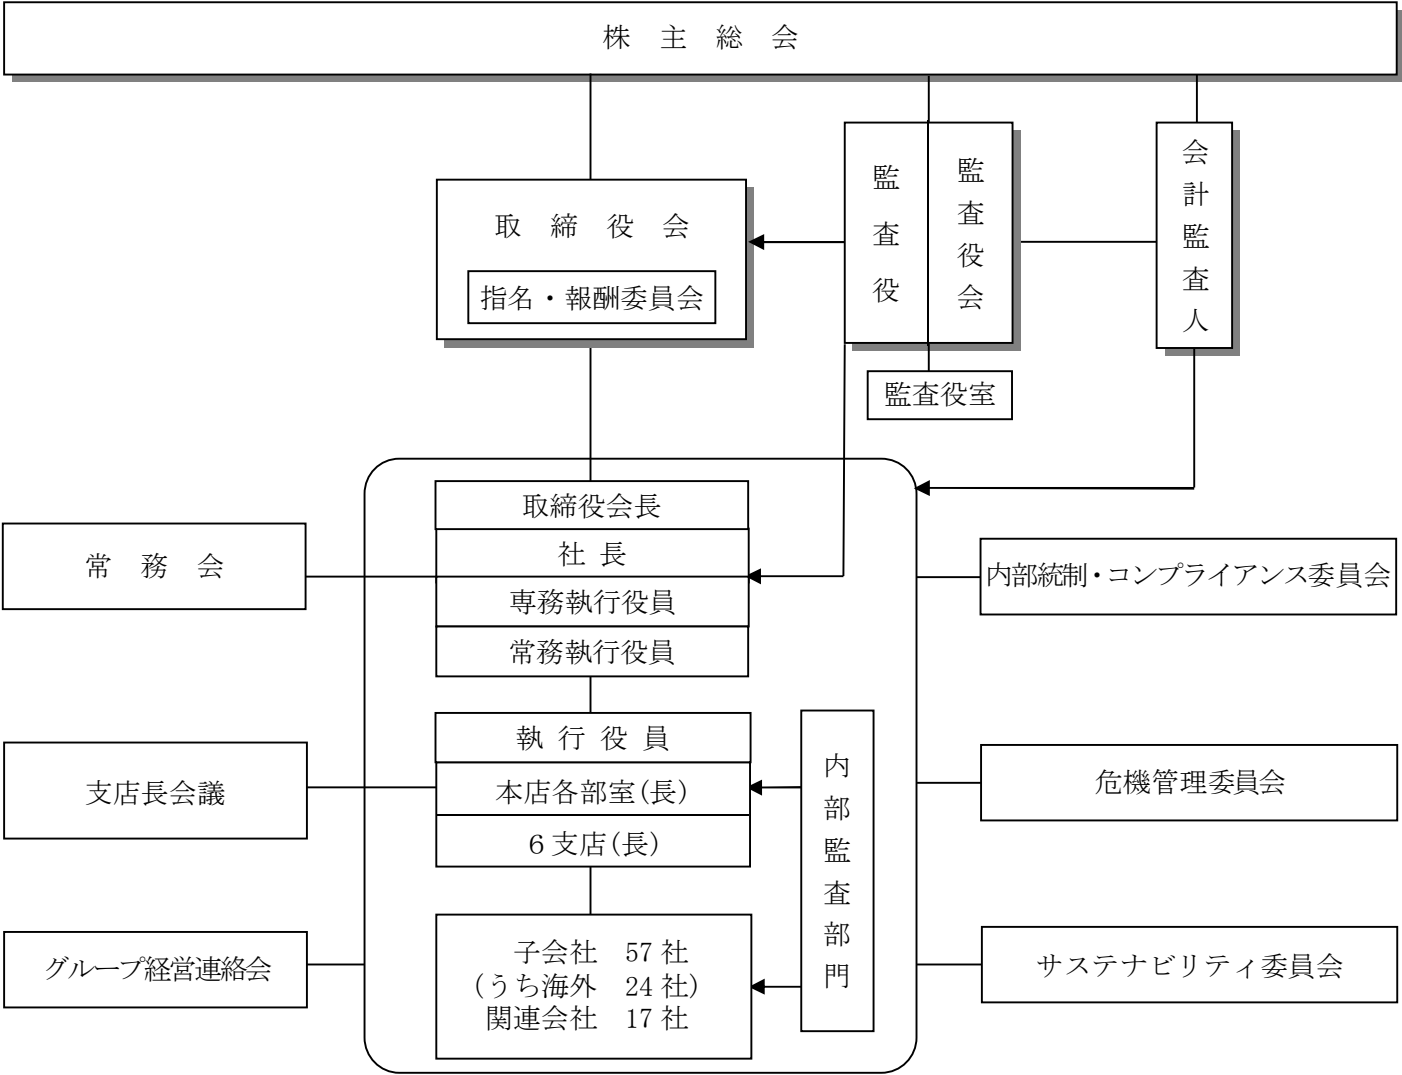 株　主　総　会
取　締　役　会
指名・報酬委員会
監査役
監査役会
会計監査人
監査役室
取締役会長
社 長
専務執行役員
常務執行役員
常　務　会
内部統制・コンプライアンス委員会
執 行 役 員
本店各部室(長)
６支店(長)
支店長会議
内部監査部門
危機管理委員会
子会社　57 社
(うち海外　24 社)
関連会社　17 社
グループ経営連絡会
サステナビリティ委員会